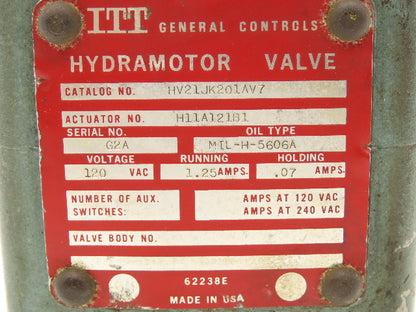 ITT GENERAL CONTROLS
HYDRAMOTOR VALVE
CATALOG NO. HV21JK201AV7
ACTUATOR NO. H11A121B1
SERIAL NO. OIL TYPE
G2A MIL-H-5606A
VOLTAGE RUNNING HOLDING
120 VAC 1.25 AMPS. .07 AMPS.
NUMBER OF AUX. AMPS AT 120 VAC
SWITCHES: AMPS AT 240 VAC
VALVE BODY NO.
62238E
MADE IN USA